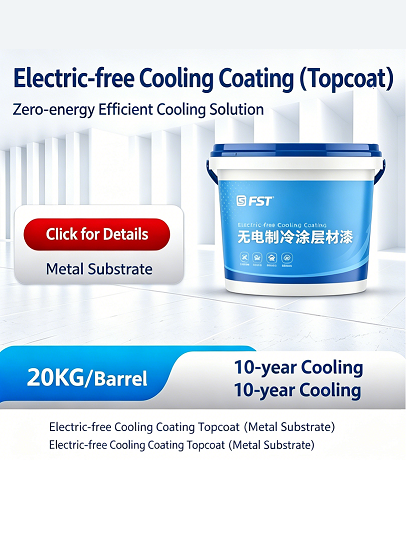 Electric-free Cooling Coating (Topcoat)
Zero-energy Efficient Cooling Solution
FST
Electric-free Cooling Coating
无电制冷涂层材漆
Click for Details
Metal Substrate
20KG/Barrel
10-year Cooling
10-year Cooling
Electric-free Cooling Coating Topcoat (Metal Substrate)
Electric-free Cooling Coating Topcoat (Metal Substrate)